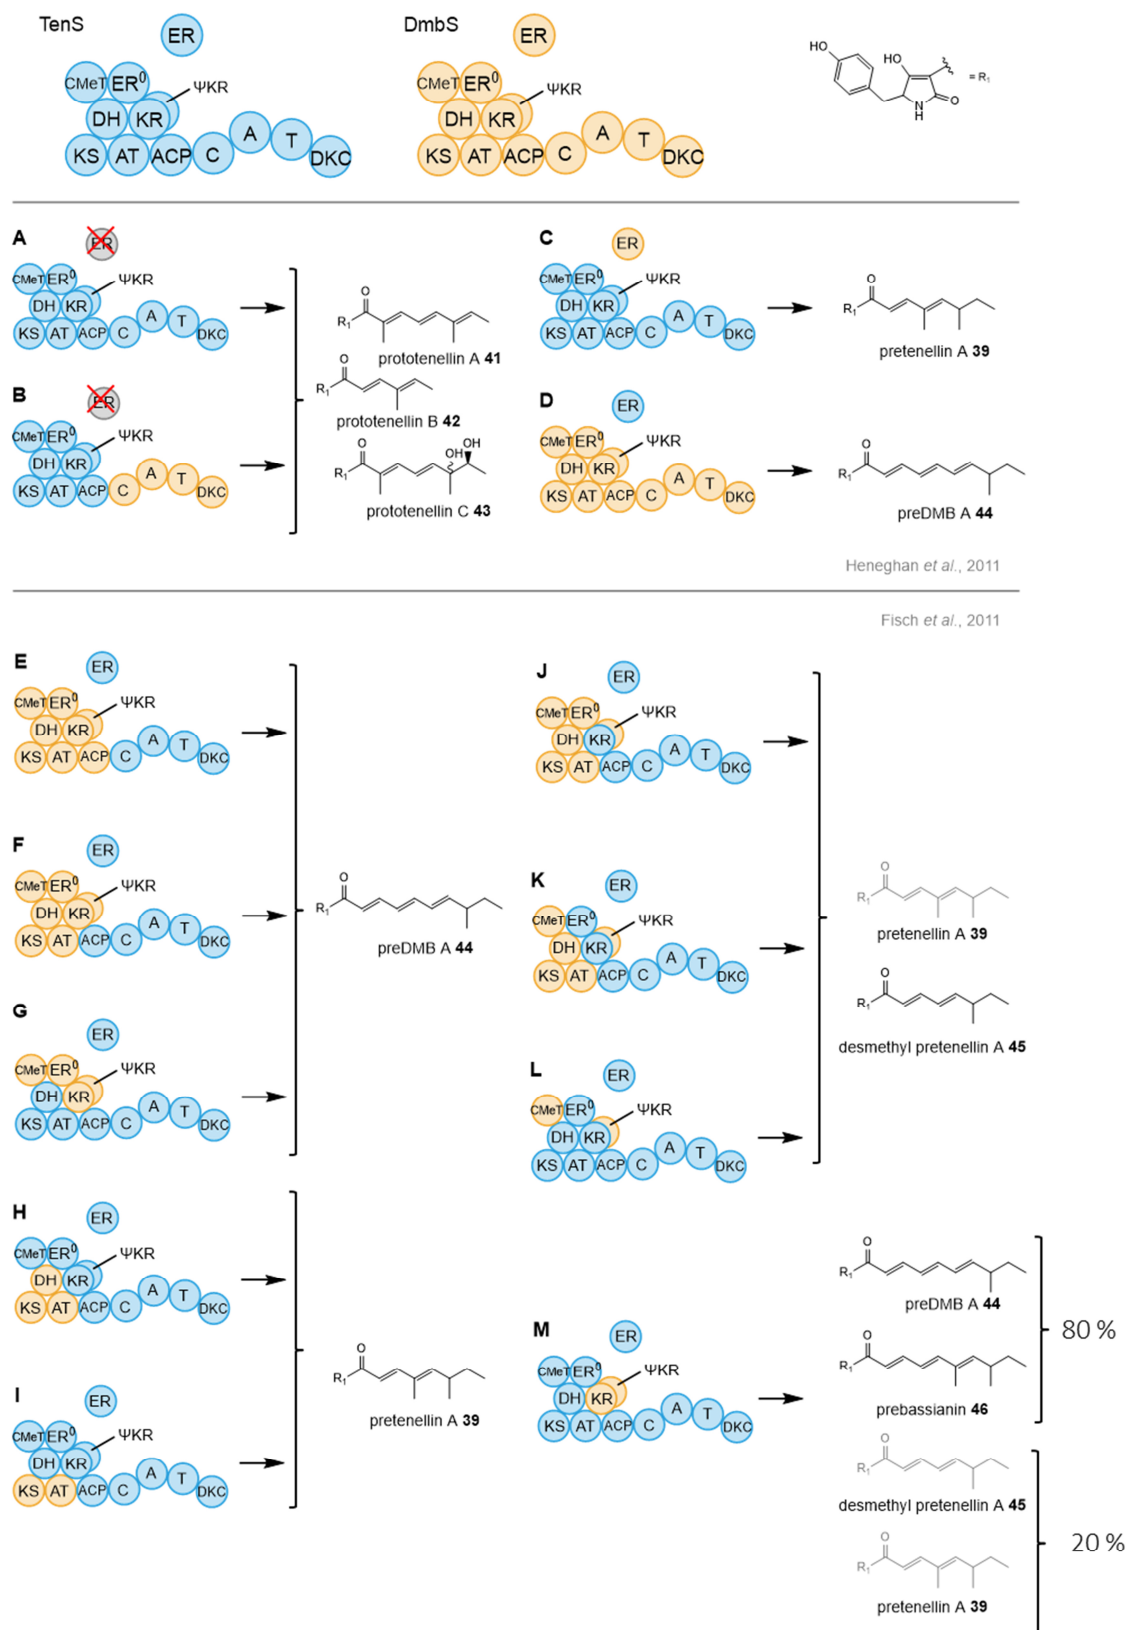 TenS
ER
CMeT ER⁰
ΨKR
DH KR
KS AT ACP C A T DKC
DmbS
ER
CMeT ER⁰
ΨKR
DH KR
KS AT ACP C A T DKC
HO
HO
N
H
O
= R₁
A
ER
CMeT ER⁰
ΨKR
DH KR
KS AT ACP C A T DKC
O
R₁
prototenellin A 41
O
R₁
prototenellin B 42
B
ER
CMeT ER⁰
ΨKR
DH KR
KS AT ACP C A T DKC
O
OH
OH
R₁
prototenellin C 43
C
ER
CMeT ER⁰
ΨKR
DH KR
KS AT ACP C A T DKC
O
R₁
pretenellin A 39
D
ER
CMeT ER⁰
ΨKR
DH KR
KS AT ACP C A T DKC
O
R₁
preDMB A 44
Heneghan et al., 2011
Fisch et al., 2011
E
ER
CMeT ER⁰
ΨKR
DH KR
KS AT ACP C A T DKC
F
ER
CMeT ER⁰
ΨKR
DH KR
KS AT ACP C A T DKC
G
ER
CMeT ER⁰
ΨKR
DH KR
KS AT ACP C A T DKC
O
R₁
preDMB A 44
H
ER
CMeT ER⁰
ΨKR
DH KR
KS AT ACP C A T DKC
I
ER
CMeT ER⁰
ΨKR
DH KR
KS AT ACP C A T DKC
O
R₁
pretenellin A 39
J
ER
CMeT ER⁰
ΨKR
DH KR
KS AT ACP C A T DKC
K
ER
CMeT ER⁰
ΨKR
DH KR
KS AT ACP C A T DKC
L
ER
CMeT ER⁰
ΨKR
DH KR
KS AT ACP C A T DKC
O
R₁
pretenellin A 39
O
R₁
desmethyl pretenellin A 45
M
ER
CMeT ER⁰
ΨKR
DH KR
KS AT ACP C A T DKC
O
R₁
preDMB A 44
80 %
O
R₁
prebassianin 46
O
R₁
desmethyl pretenellin A 45
20 %
O
R₁
pretenellin A 39